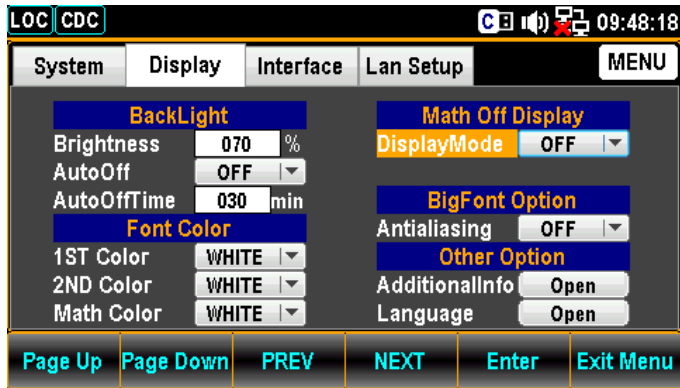 LOC CDC C 09:48:18
System Display Interface Lan Setup MENU
BackLight
Brightness 070 %
AutoOff OFF
AutoOffTime 030 min
Font Color
1ST Color WHITE
2ND Color WHITE
Math Color WHITE
Math Off Display
DisplayMode OFF
BigFont Option
Antialiasing OFF
Other Option
AdditionalInfo Open
Language Open
Page Up Page Down PREV NEXT Enter Exit Menu